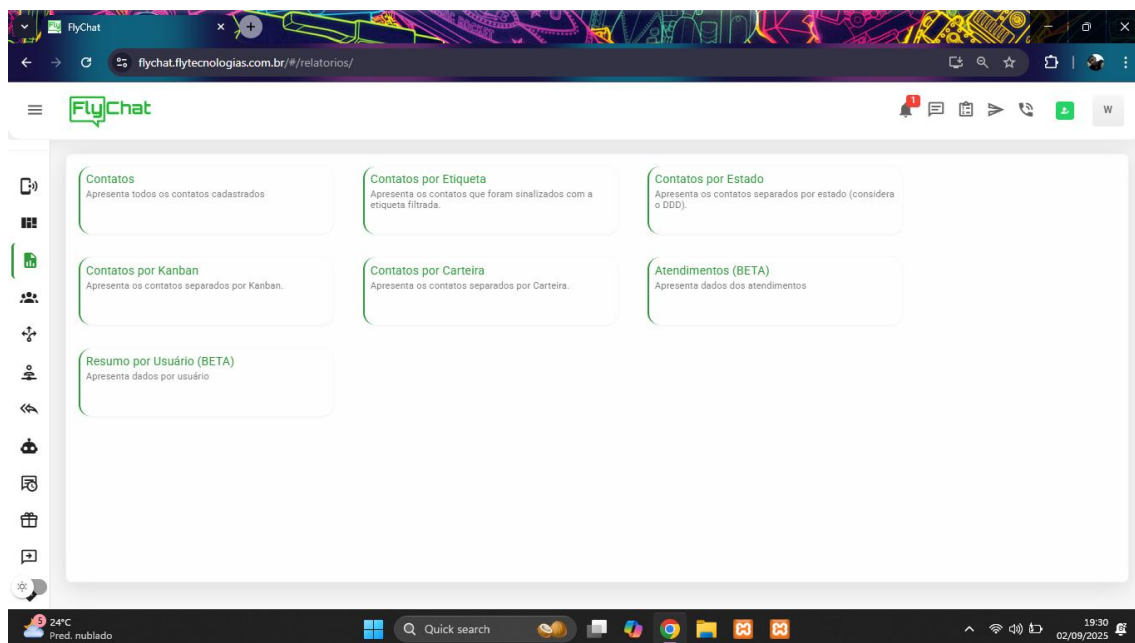 FlyChat
flychat.flytecnologias.com.br/#/relatorios/
FlyChat
1
W
Contatos
Apresenta todos os contatos cadastrados
Contatos por Etiqueta
Apresenta os contatos que foram sinalizados com a
etiqueta filtrada.
Contatos por Estado
Apresenta os contatos separados por estado (considera
o DDD).
Contatos por Kanban
Apresenta os contatos separados por Kanban.
Contatos por Carteira
Apresenta os contatos separados por Carteira.
Atendimentos (BETA)
Apresenta dados dos atendimentos
Resumo por Usuário (BETA)
Apresenta dados por usuário
5
24°C
Pred. nublado
Quick search
19:30
02/09/2025